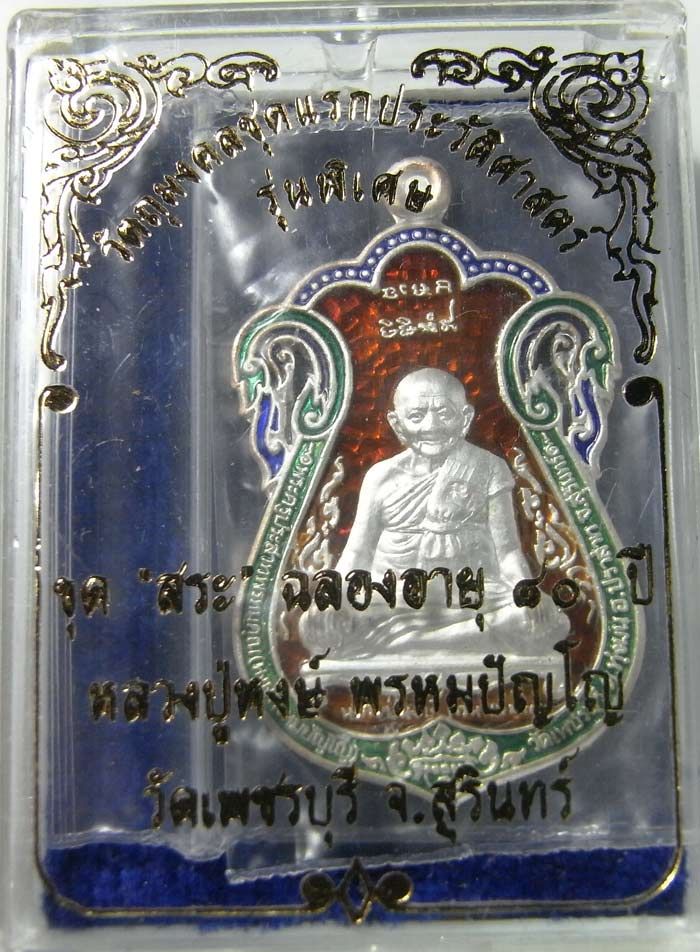 วัตถุมงคลชุดแรกประวัติศาสตร์
รุ่นพิเศษ
ชุด "สระ" ฉลองอายุ ๘๐ ปี
หลวงปู่หงษ์ พรหมปัญโญ
วัดเพชรบุรี จ.สุรินทร์